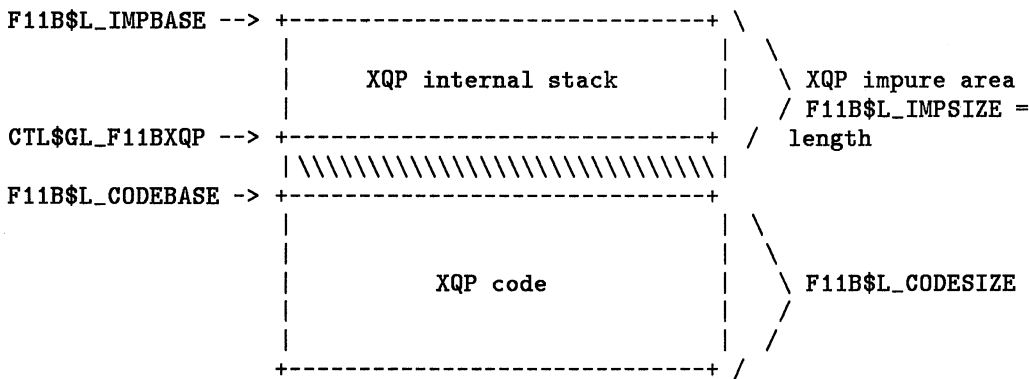 F11B$L_IMPBASE --> +------------------------------+ \
| | \
| XQP internal stack | \ XQP impure area
| | / F11B$L_IMPSIZE =
CTL$GL_F11BXQP --> +------------------------------+ / length
|\\\\\\\\\\\\\\\\\\\\\\\\\\\\\\|
F11B$L_CODEBASE -> +------------------------------+
| | \
| | \
| XQP code | \ F11B$L_CODESIZE
| | /
| | /
+------------------------------+ /